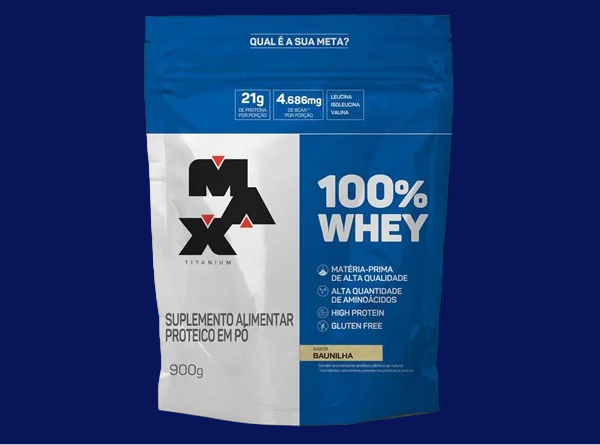 QUAL É A SUA META?
21g
DE PROTEÍNA
POR PORÇÃO
4.686mg
DE BCAA**
POR PORÇÃO
LEUCINA
ISOLEUCINA
VALINA
MAX
TITANIUM
100%
WHEY
MATÉRIA-PRIMA
DE ALTA QUALIDADE
ALTA QUANTIDADE
DE AMINOÁCIDOS
HIGH PROTEIN
GLUTEN FREE
SUPLEMENTO ALIMENTAR
PROTEICO EM PÓ
900g
SABOR
BAUNILHA